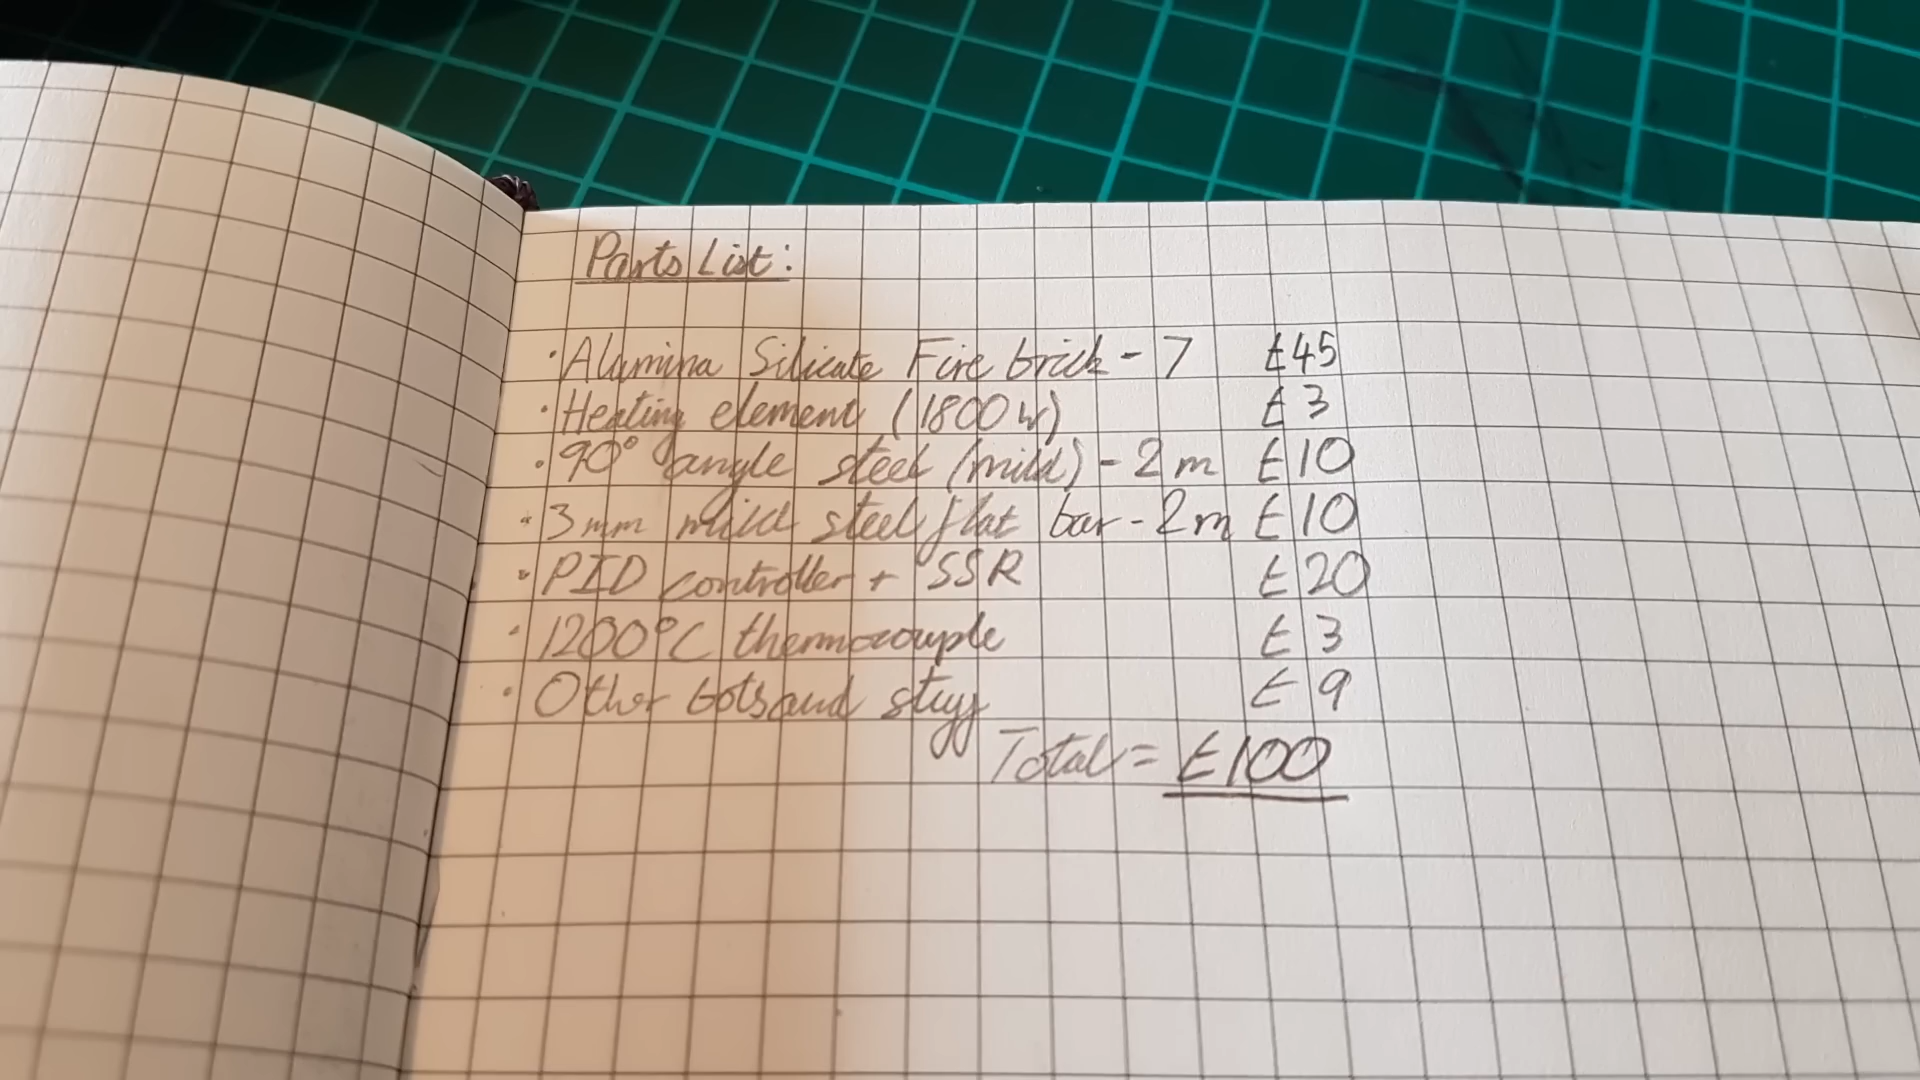 Parts List:
· Alumina Silicate Fire brick - 7 £45
· Heating element (1800w) £3
· 90° angle steel (mild) - 2m £10
· 3mm mild steel flat bar - 2m £10
· PID controller + SSR £20
· 1200°C thermocouple £3
· Other bots and stuff £9
Total = £100